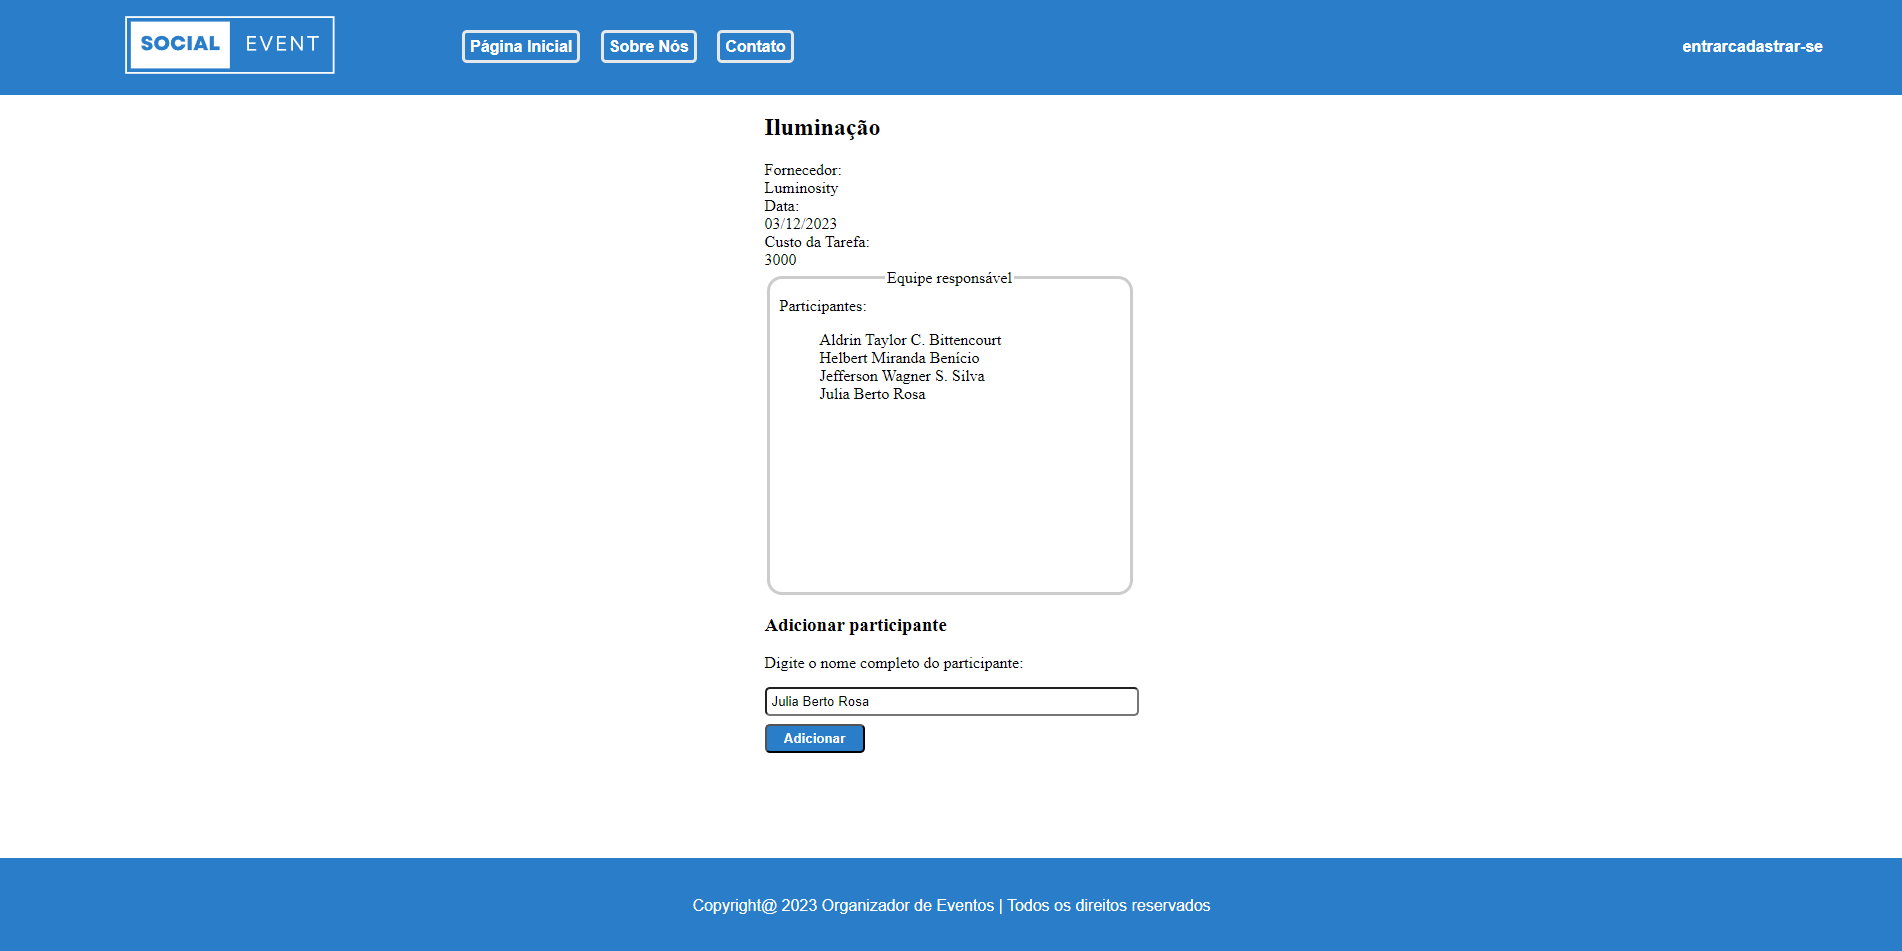 SOCIAL EVENT
Página Inicial Sobre Nós Contato entrarcadastrar-se
Iluminação
Fornecedor:
Luminosity
Data:
03/12/2023
Custo da Tarefa:
3000
Equipe responsável
Participantes:
Aldrin Taylor C. Bittencourt
Helbert Miranda Benício
Jefferson Wagner S. Silva
Julia Berto Rosa
Adicionar participante
Digite o nome completo do participante:
Julia Berto Rosa
Adicionar
Copyright@ 2023 Organizador de Eventos | Todos os direitos reservados